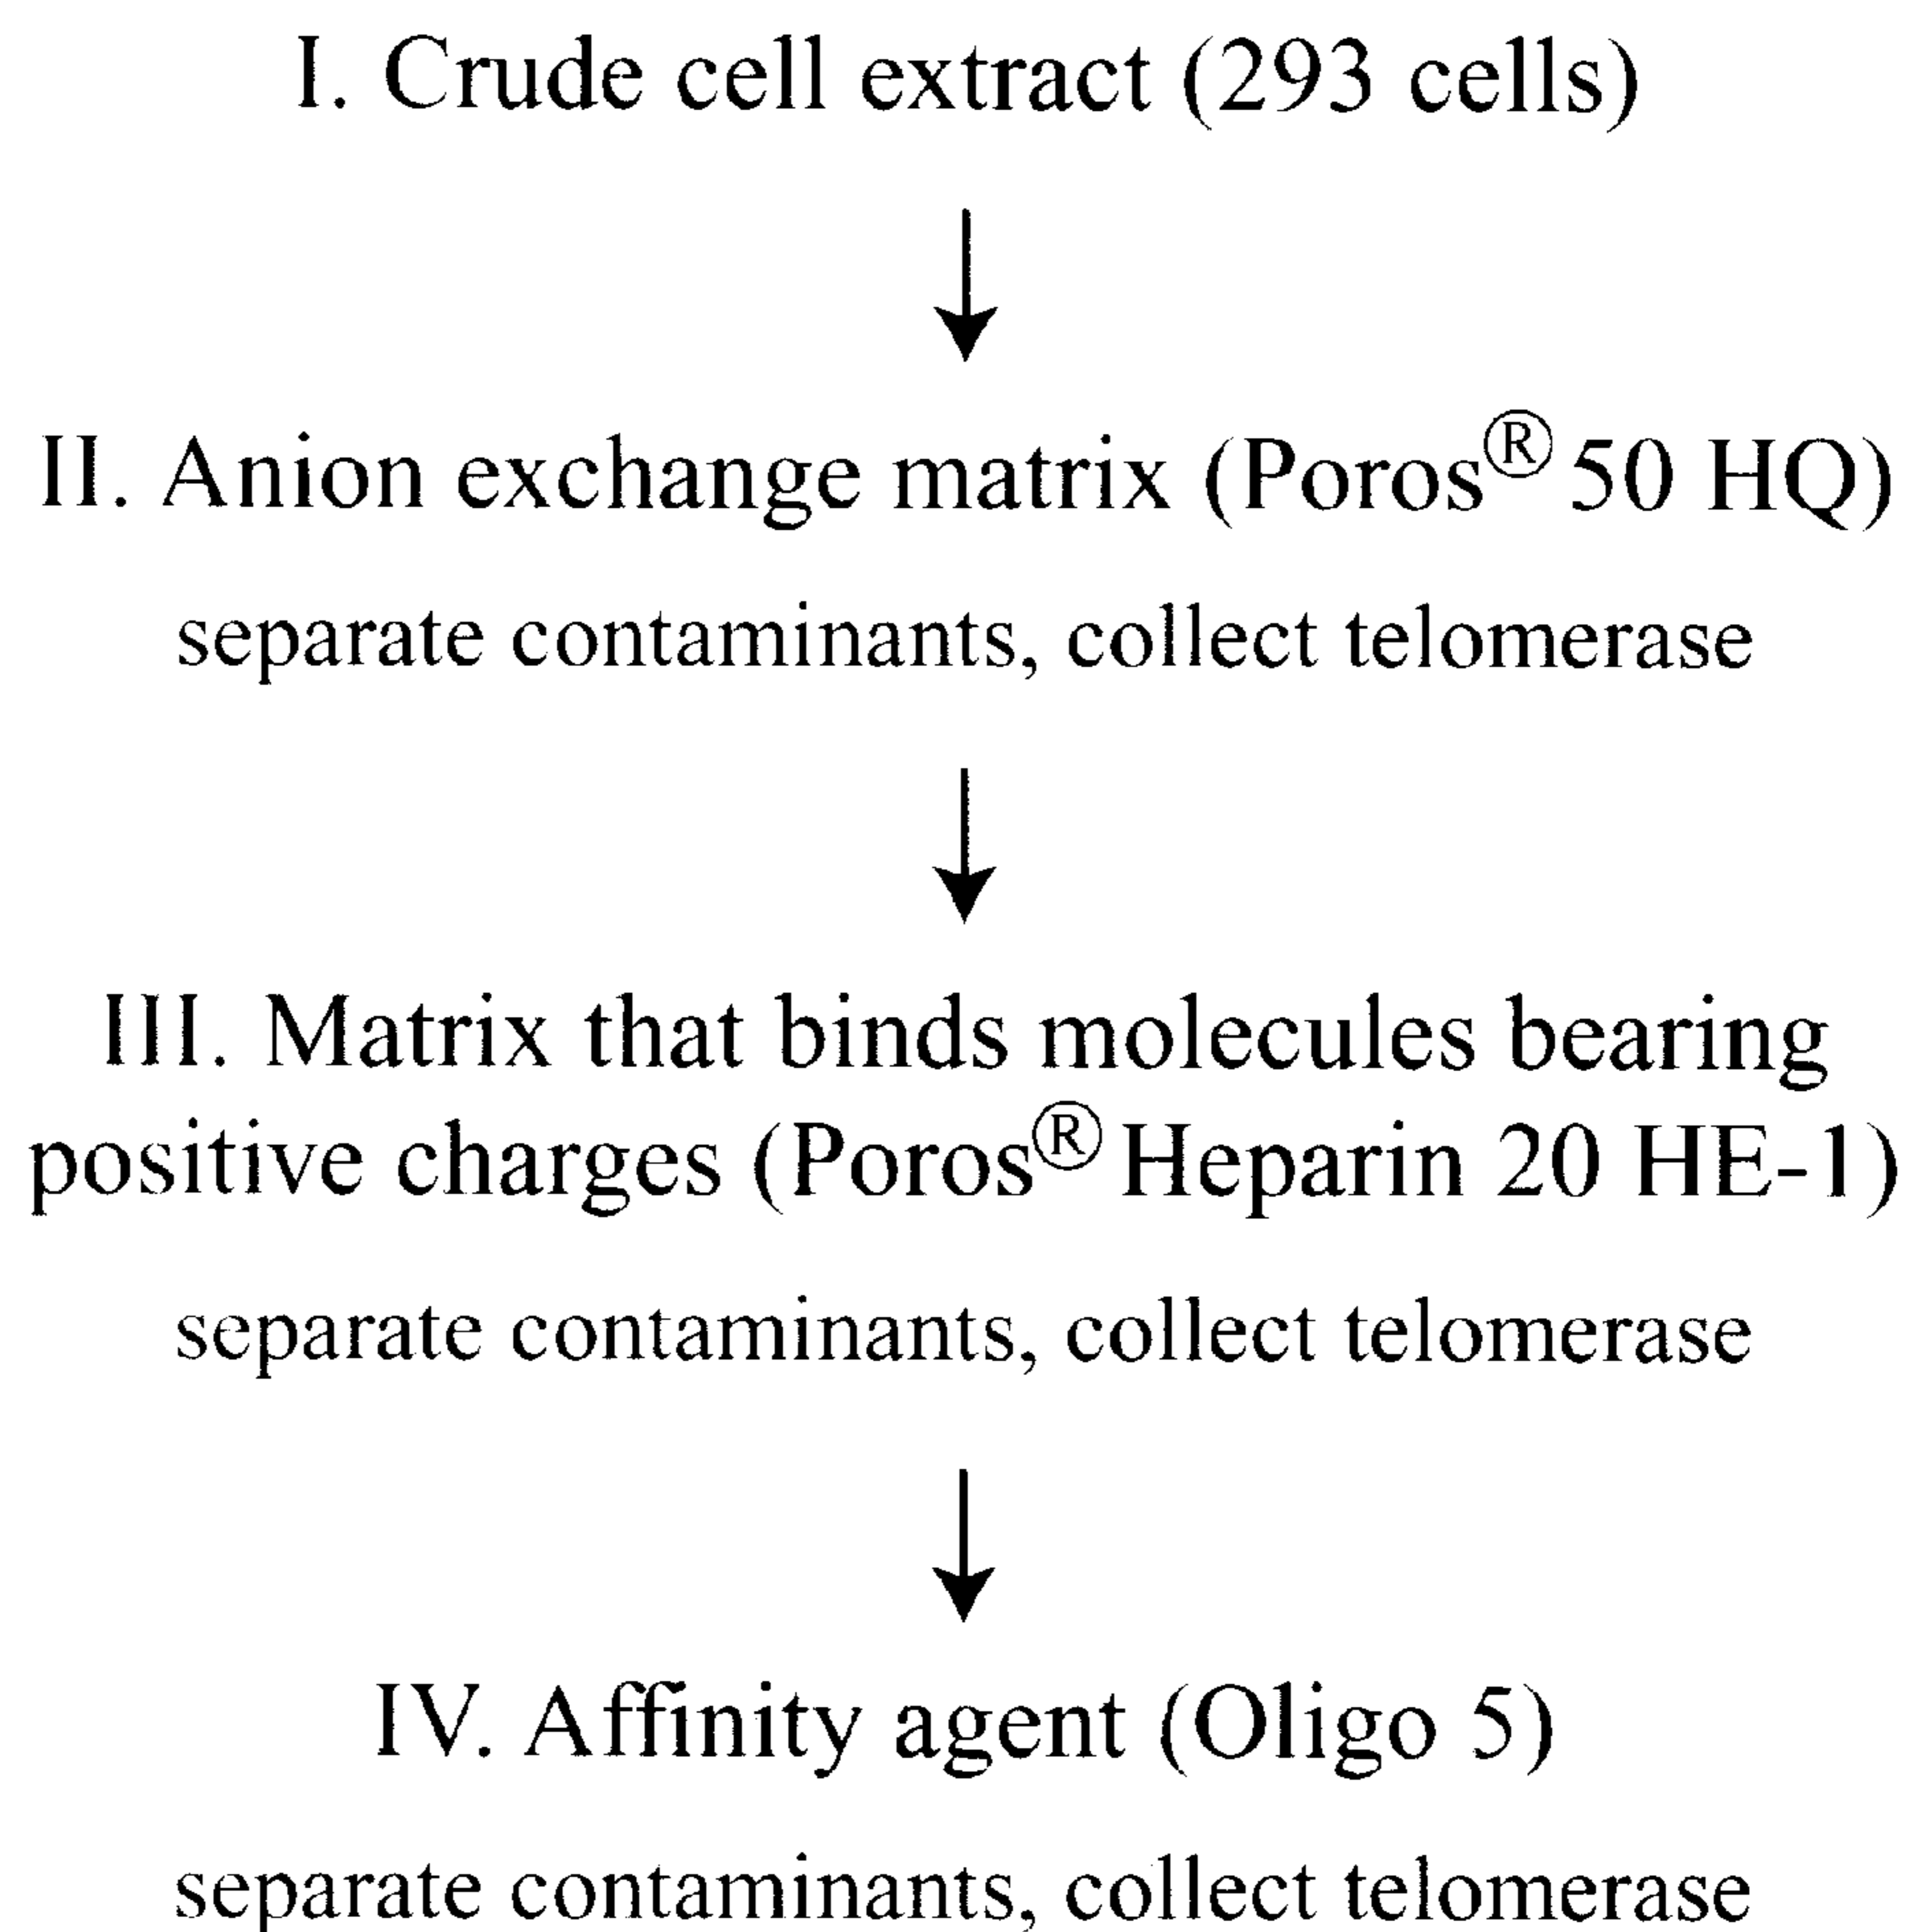 I. Crude cell extract (293 cells)
II. Anion exchange matrix (Poros® 50 HQ)
separate contaminants, collect telomerase
III. Matrix that binds molecules bearing
positive charges (Poros® Heparin 20 HE-1)
separate contaminants, collect telomerase
IV. Affinity agent (Oligo 5)
separate contaminants, collect telomerase